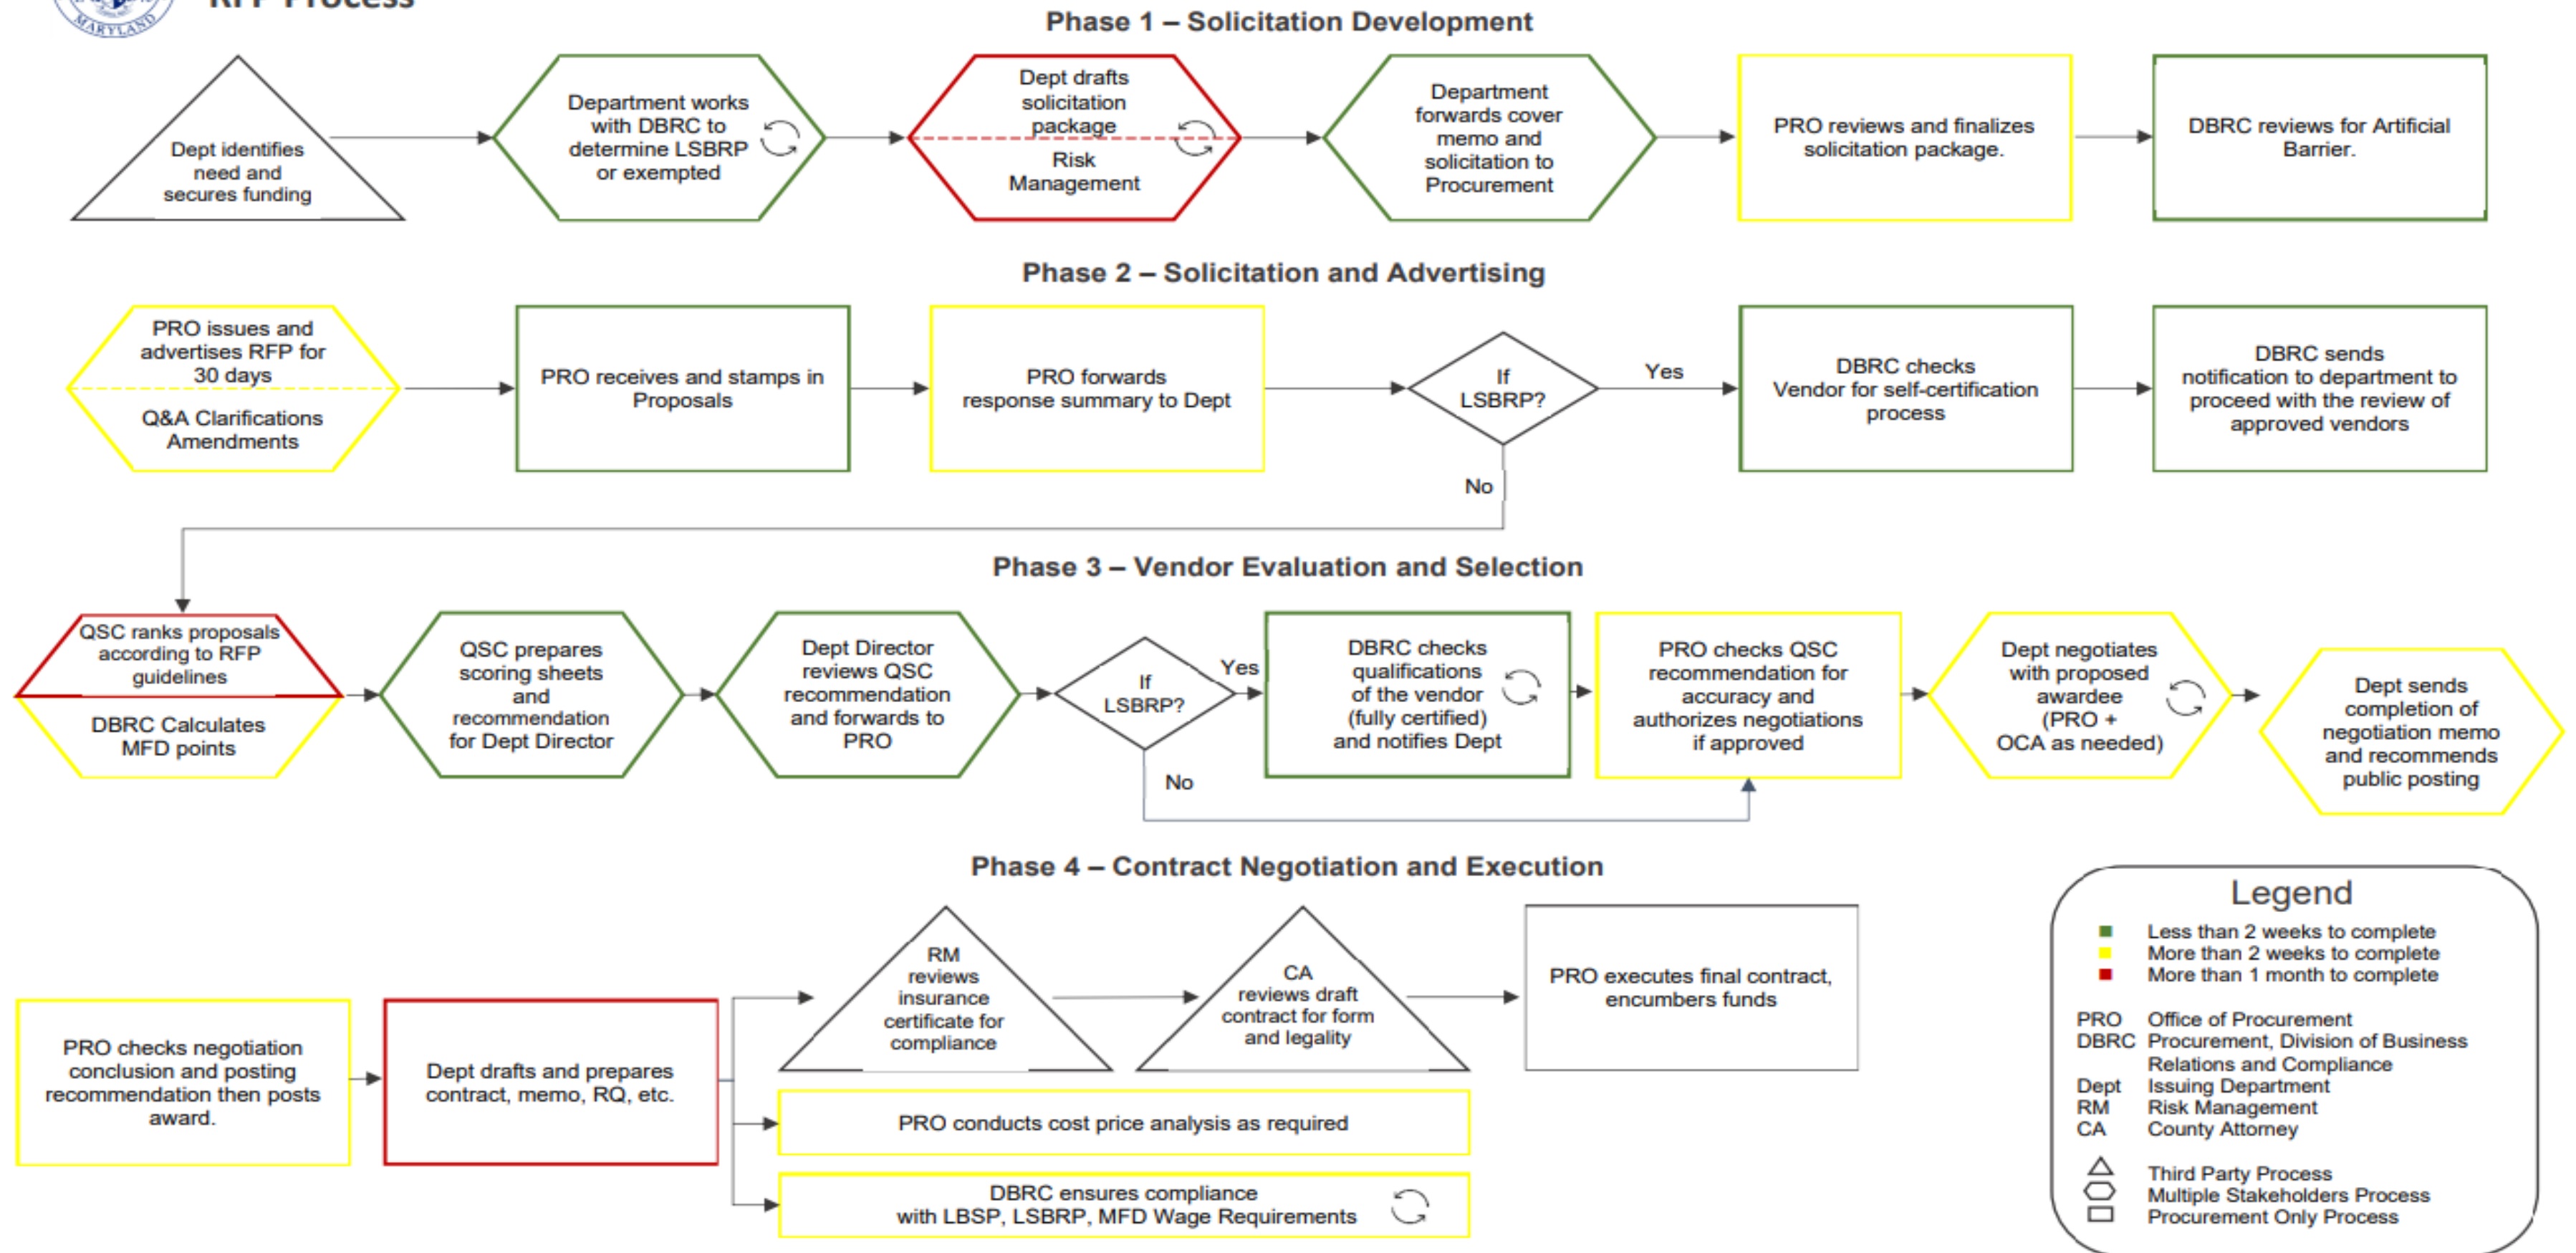 MARYLAND
RFP Process
Phase 1 – Solicitation Development
Dept identifies
need and
secures funding
Department works
with DBRC to
determine LSBRP
or exempted
Dept drafts
solicitation
package
Risk
Management
Department
forwards cover
memo and
solicitation to
Procurement
PRO reviews and finalizes
solicitation package.
DBRC reviews for Artificial
Barrier.
Phase 2 – Solicitation and Advertising
PRO issues and
advertises RFP for
30 days
Q&A Clarifications
Amendments
PRO receives and stamps in
Proposals
PRO forwards
response summary to Dept
If
LSBRP?
Yes
No
DBRC checks
Vendor for self-certification
process
DBRC sends
notification to department to
proceed with the review of
approved vendors
Phase 3 – Vendor Evaluation and Selection
QSC ranks proposals
according to RFP
guidelines
DBRC Calculates
MFD points
QSC prepares
scoring sheets
and
recommendation
for Dept Director
Dept Director
reviews QSC
recommendation
and forwards to
PRO
If
LSBRP?
Yes
No
DBRC checks
qualifications
of the vendor
(fully certified)
and notifies Dept
PRO checks QSC
recommendation for
accuracy and
authorizes negotiations
if approved
Dept negotiates
with proposed
awardee
(PRO +
OCA as needed)
Dept sends
completion of
negotiation memo
and recommends
public posting
Phase 4 – Contract Negotiation and Execution
PRO checks negotiation
conclusion and posting
recommendation then posts
award.
Dept drafts and prepares
contract, memo, RQ, etc.
RM
reviews
insurance
certificate for
compliance
CA
reviews draft
contract for form
and legality
PRO executes final contract,
encumbers funds
PRO conducts cost price analysis as required
DBRC ensures compliance
with LBSP, LSBRP, MFD Wage Requirements
Legend
Less than 2 weeks to complete
More than 2 weeks to complete
More than 1 month to complete
PRO Office of Procurement
DBRC Procurement, Division of Business
Relations and Compliance
Dept Issuing Department
RM Risk Management
CA County Attorney
Third Party Process
Multiple Stakeholders Process
Procurement Only Process